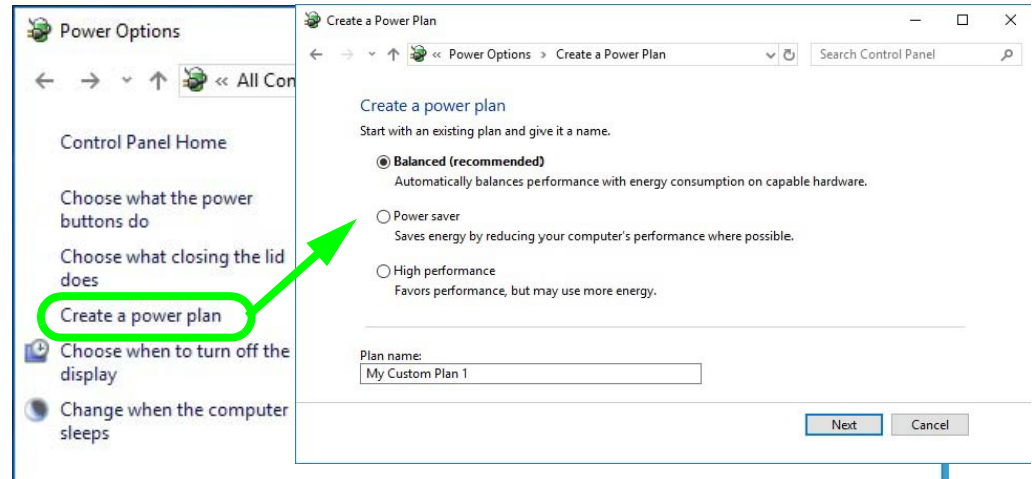 Power Options
« All Con
Control Panel Home
Choose what the power
buttons do
Choose what closing the lid
does
Create a power plan
Choose when to turn off the
display
Change when the computer
sleeps
Create a Power Plan
« Power Options > Create a Power Plan
Search Control Panel
Create a power plan
Start with an existing plan and give it a name.
Balanced (recommended)
Automatically balances performance with energy consumption on capable hardware.
Power saver
Saves energy by reducing your computer's performance where possible.
High performance
Favors performance, but may use more energy.
Plan name:
My Custom Plan 1
Next Cancel